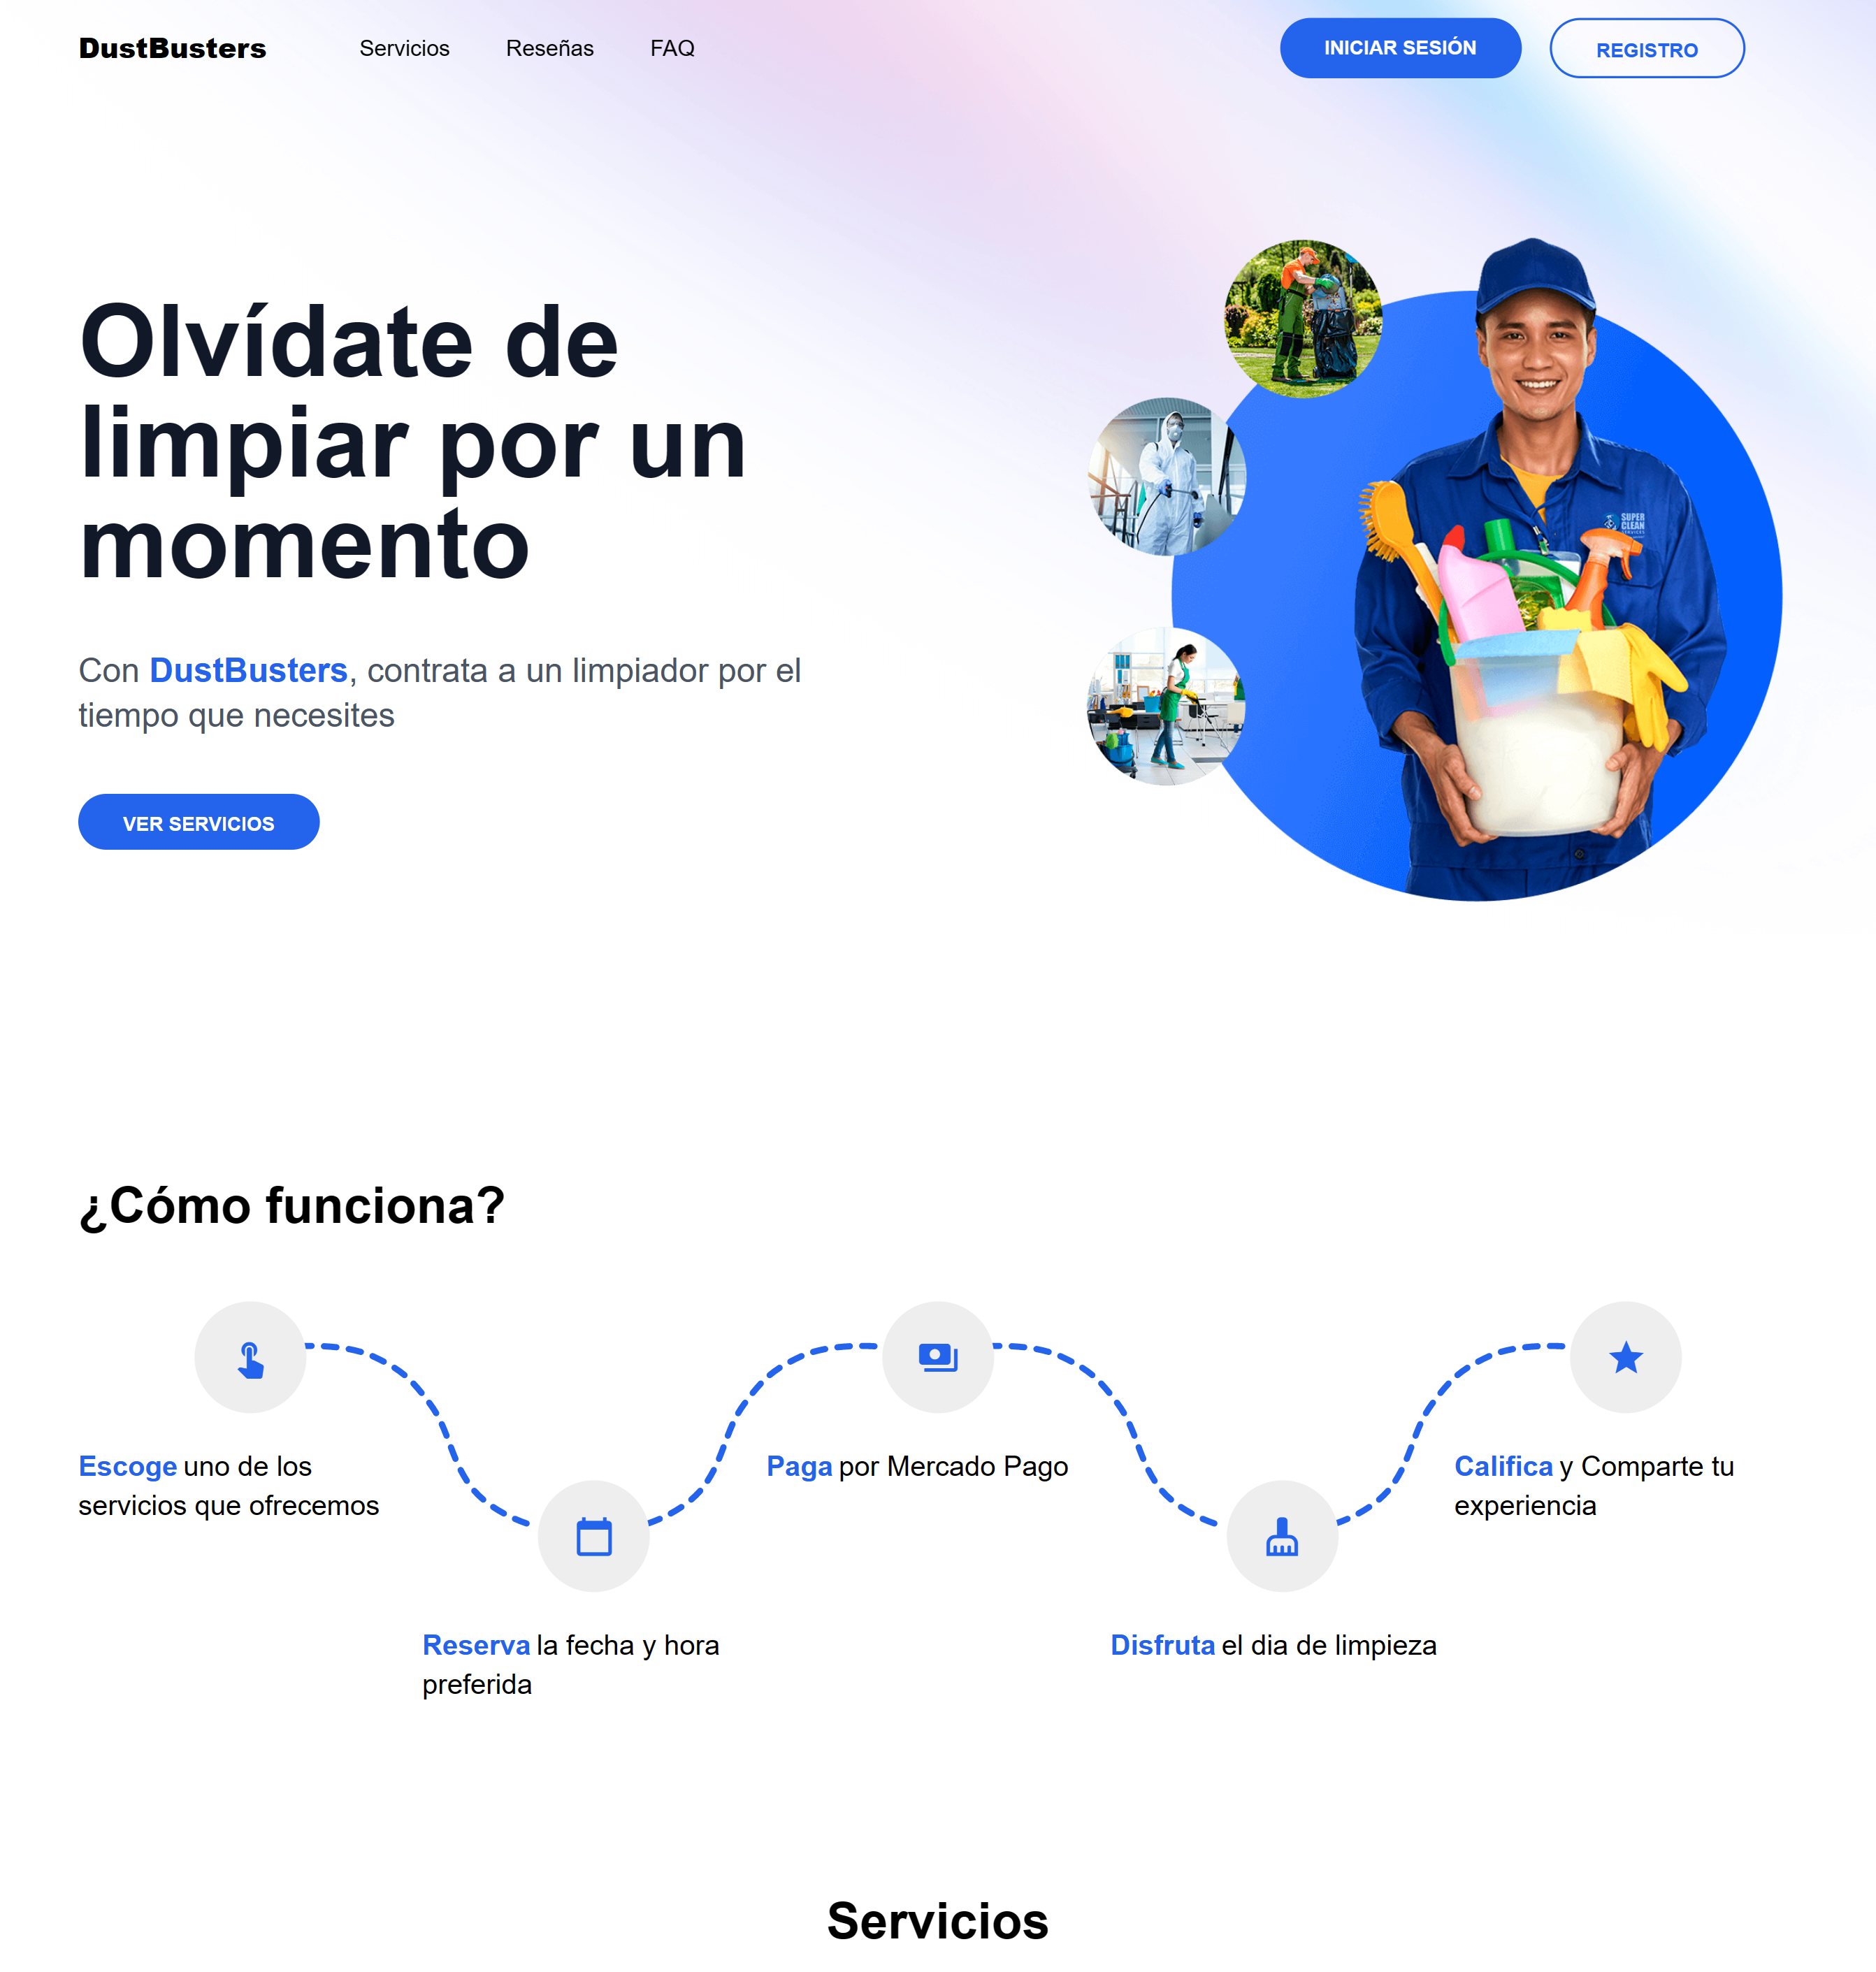 DustBusters
Servicios
Reseñas
FAQ
INICIAR SESIÓN
REGISTRO
Olvídate de
limpiar por un
momento
SUPER
CLEAN
Con DustBusters, contrata a un limpiador por el
tiempo que necesites
VER SERVICIOS
¿Cómo funciona?
Escoge uno de los
servicios que ofrecemos
Reserva la fecha y hora
preferida
Paga por Mercado Pago
Disfruta el dia de limpieza
Califica y Comparte tu
experiencia
Servicios